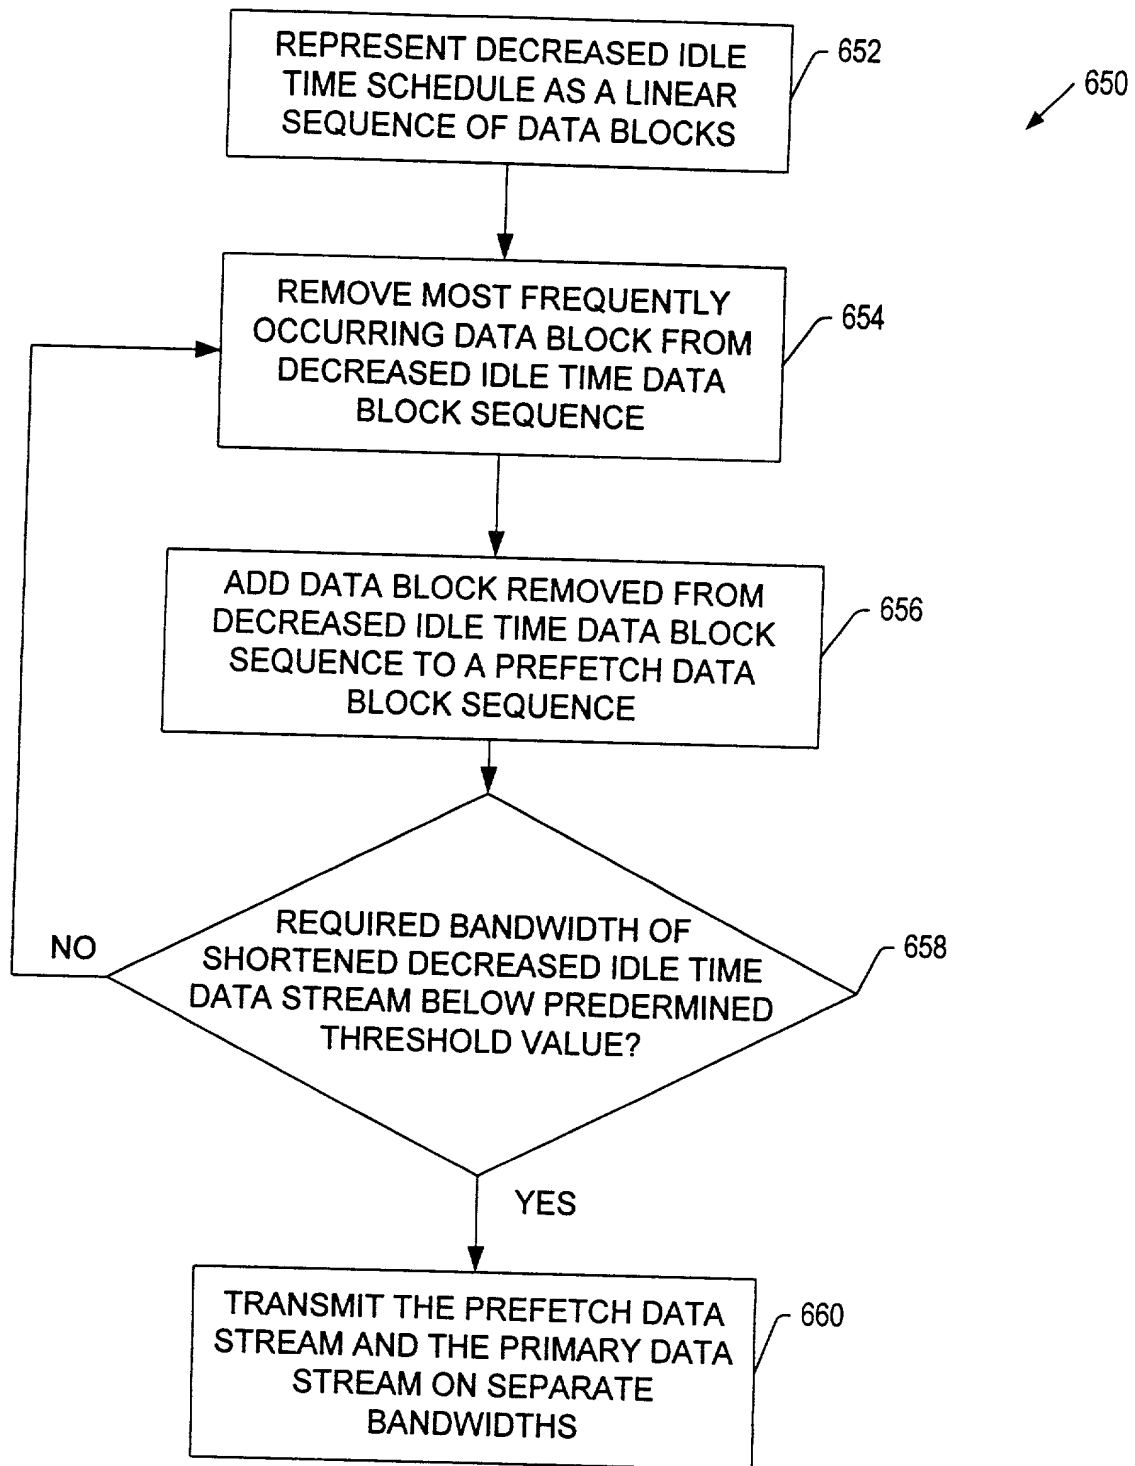 REPRESENT DECREASED IDLE
TIME SCHEDULE AS A LINEAR
SEQUENCE OF DATA BLOCKS
652
650
REMOVE MOST FREQUENTLY
OCCURRING DATA BLOCK FROM
DECREASED IDLE TIME DATA
BLOCK SEQUENCE
654
ADD DATA BLOCK REMOVED FROM
DECREASED IDLE TIME DATA BLOCK
SEQUENCE TO A PREFETCH DATA
BLOCK SEQUENCE
656
REQUIRED BANDWIDTH OF
SHORTENED DECREASED IDLE TIME
DATA STREAM BELOW PREDERMINED
THRESHOLD VALUE?
658
NO
YES
TRANSMIT THE PREFETCH DATA
STREAM AND THE PRIMARY DATA
STREAM ON SEPARATE
BANDWIDTHS
660